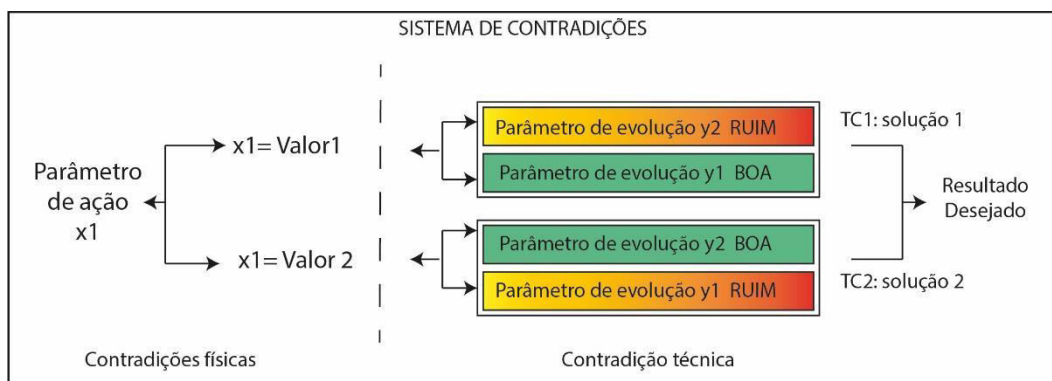 SISTEMA DE CONTRADIÇÕES
Parâmetro
de ação
x1
x1= Valor1
x1= Valor 2
Parâmetro de evolução y2 RUIM
Parâmetro de evolução y1 BOA
Parâmetro de evolução y2 BOA
Parâmetro de evolução y1 RUIM
TC1: solução 1
TC2: solução 2
Resultado
Desejado
Contradições físicas
Contradição técnica